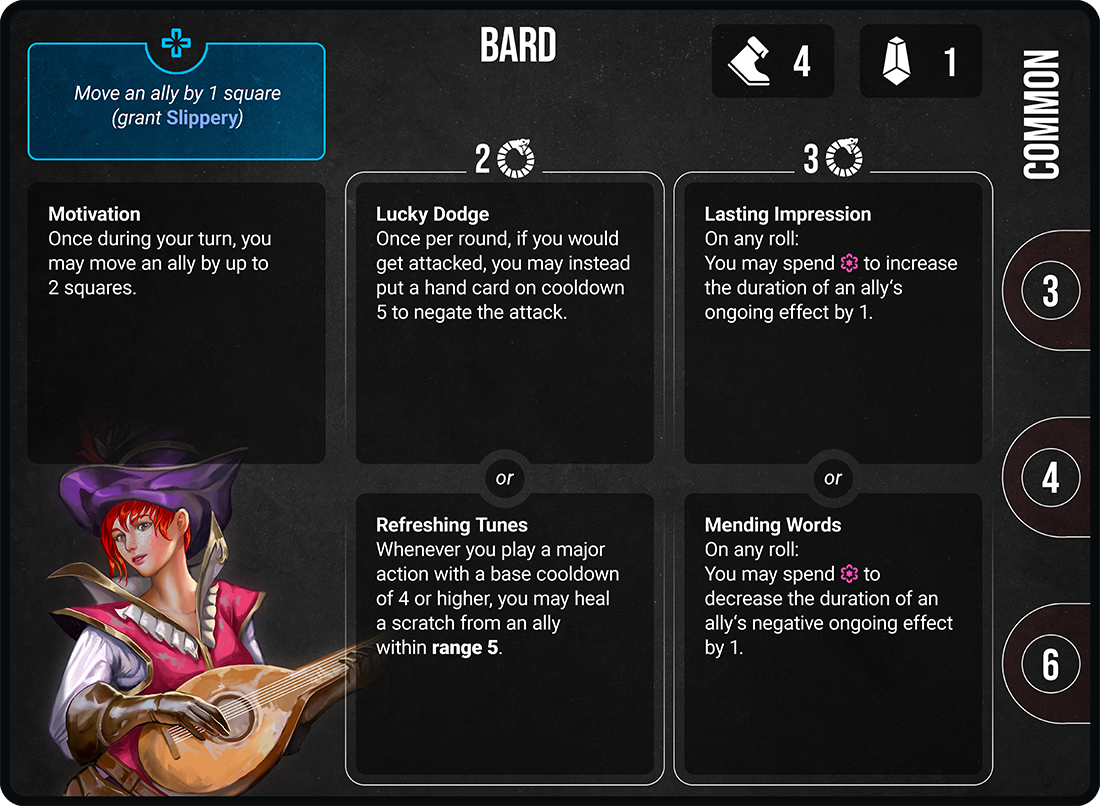 BARD
4
1
COMMON
Move an ally by 1 square
(grant Slippery)
Motivation
Once during your turn, you
may move an ally by up to
2 squares.
2
Lucky Dodge
Once per round, if you would
get attacked, you may instead
put a hand card on cooldown
5 to negate the attack.
or
Refreshing Tunes
Whenever you play a major
action with a base cooldown
of 4 or higher, you may heal
a scratch from an ally
within range 5.
3
Lasting Impression
On any roll:
You may spend to increase
the duration of an ally‘s
ongoing effect by 1.
or
Mending Words
On any roll:
You may spend to
decrease the duration of an
ally‘s negative ongoing effect
by 1.
3
4
6